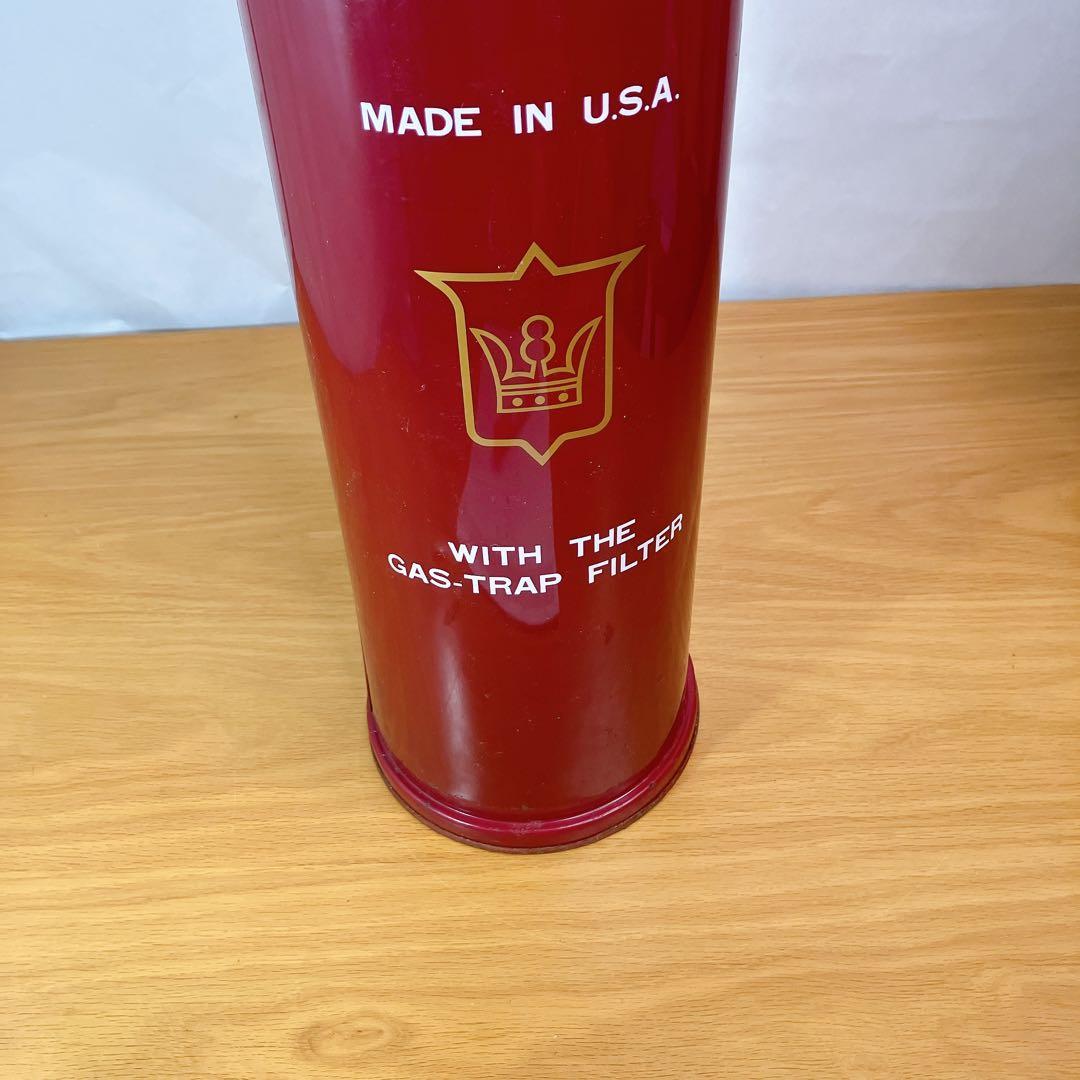 MADE IN U.S.A.
WITH THE
GAS-TRAP FILTER